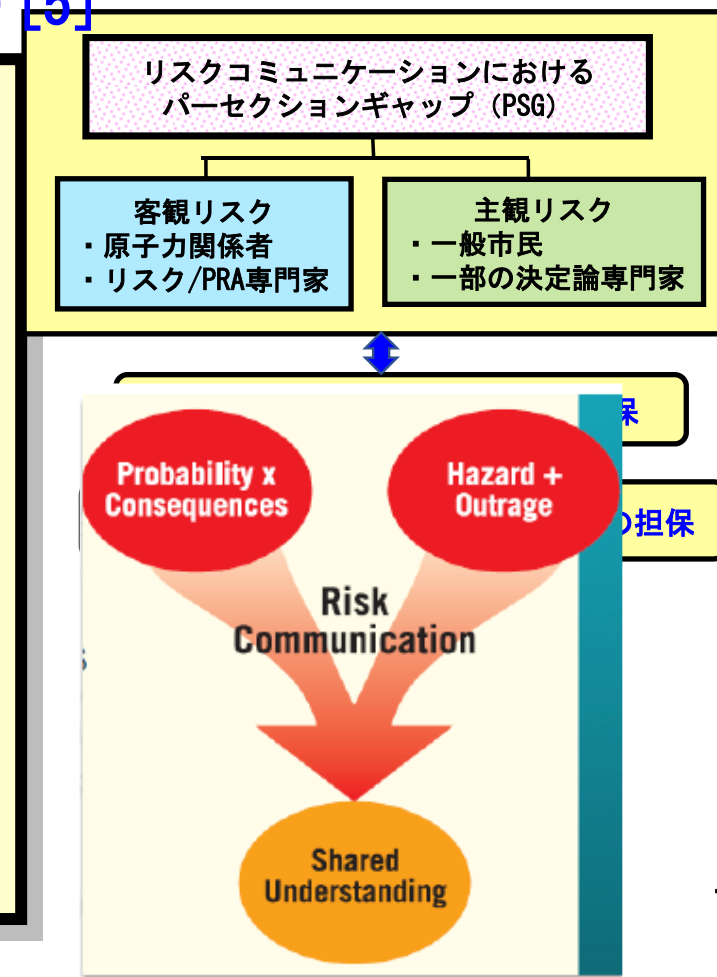 [5]
リスクコミュニケーションにおける
パーセクションギャップ（PSG）
客観リスク
・原子力関係者
・リスク/PRA専門家
主観リスク
・一般市民
・一部の決定論専門家
保
の担保
Probability x
Consequences
Hazard +
Outrage
Risk
Communication
Shared
Understanding